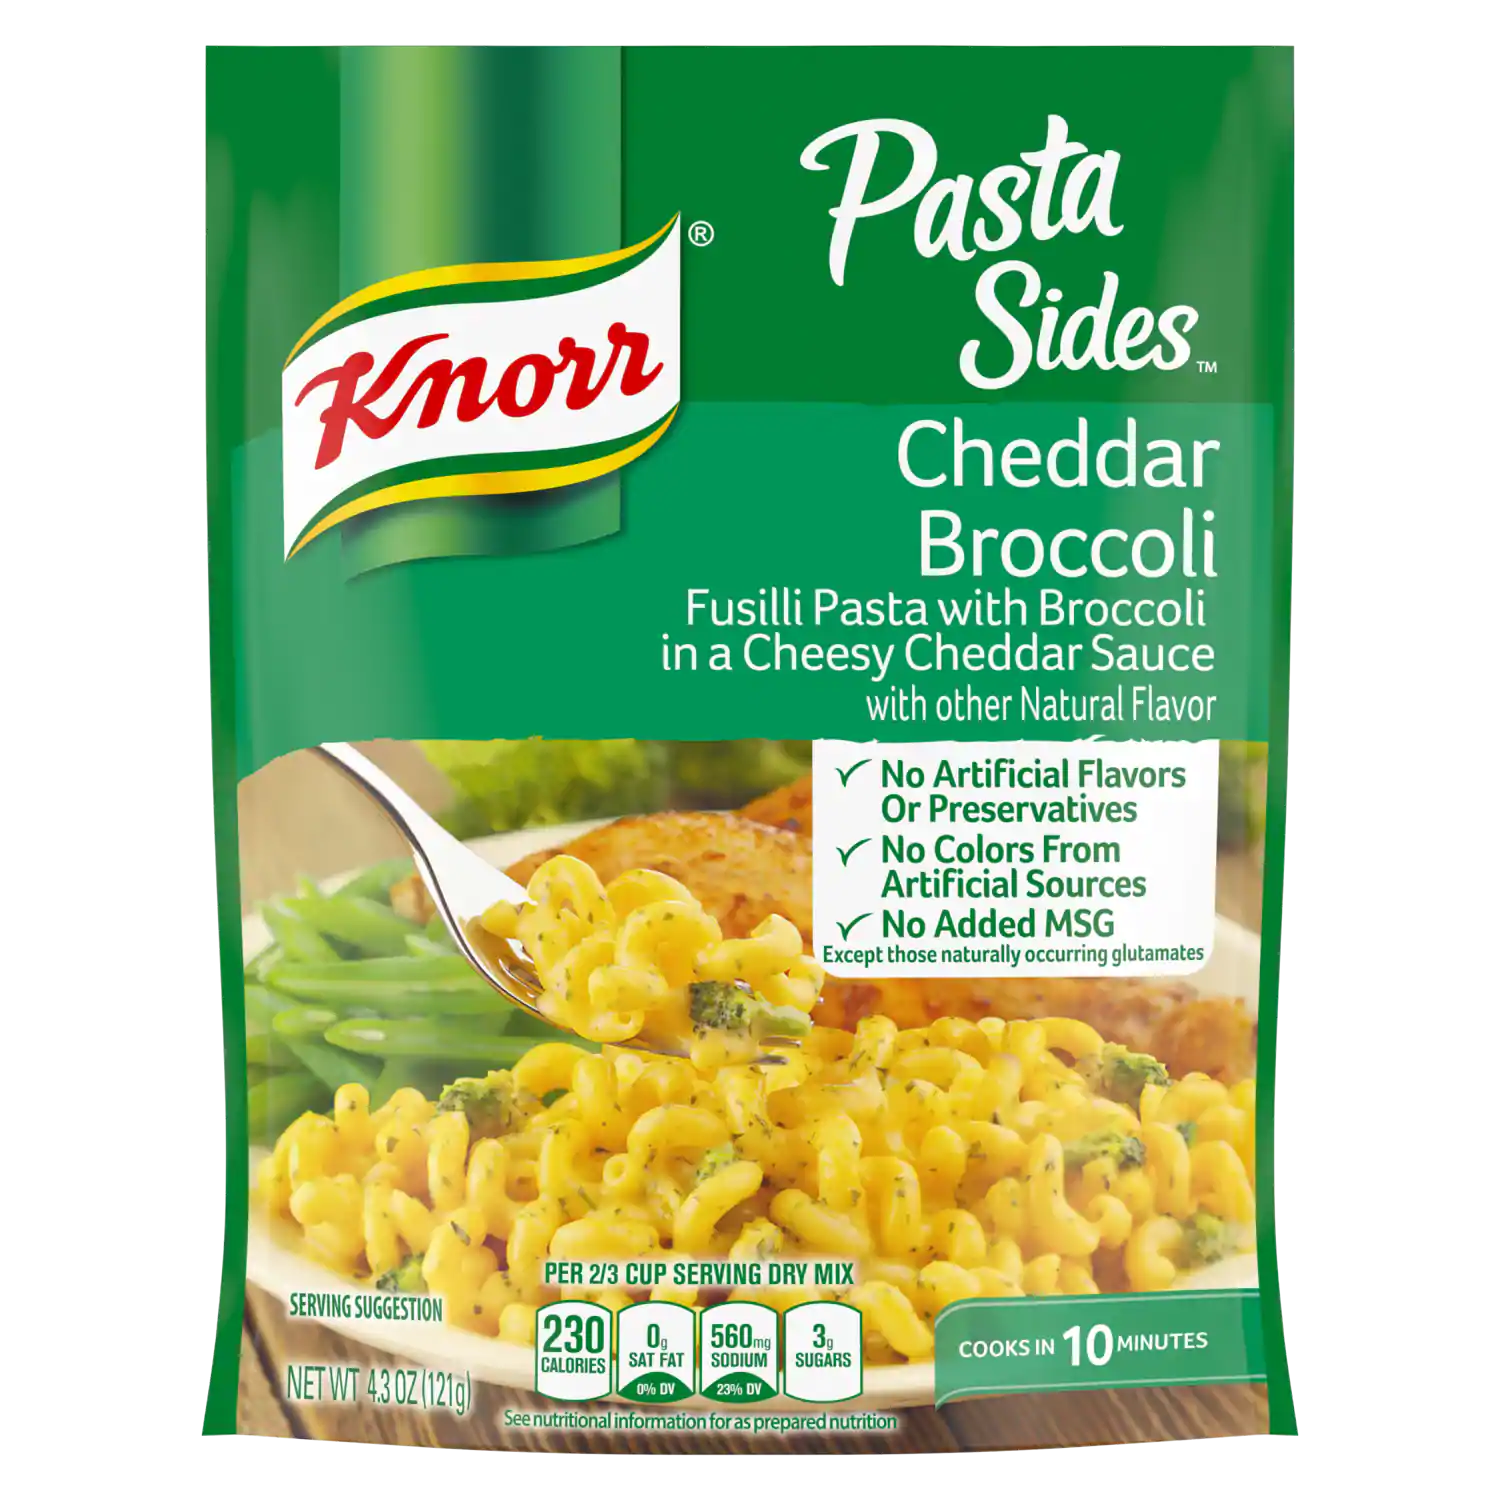 Knorr®
Pasta
Sides™
Cheddar
Broccoli
Fusilli Pasta with Broccoli
in a Cheesy Cheddar Sauce
with other Natural Flavor
✓ No Artificial Flavors
Or Preservatives
✓ No Colors From
Artificial Sources
✓ No Added MSG
Except those naturally occurring glutamates
PER 2/3 CUP SERVING DRY MIX
230
CALORIES
0g
SAT FAT
0% DV
560mg
SODIUM
23% DV
3g
SUGARS
See nutritional information for as prepared nutrition
SERVING SUGGESTION
NET WT 4.3 OZ (121g)
COOKS IN 10 MINUTES